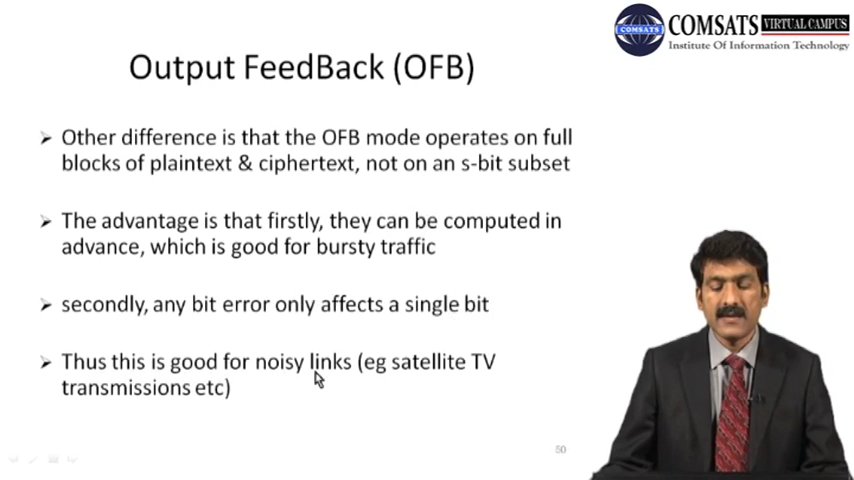 COMSATS VIRTUAL CAMPUS
Institute Of Information Technology
Output FeedBack (OFB)
Other difference is that the OFB mode operates on full
blocks of plaintext & ciphertext, not on an s-bit subset
The advantage is that firstly, they can be computed in
advance, which is good for bursty traffic
secondly, any bit error only affects a single bit
Thus this is good for noisy links (eg satellite TV
transmissions etc)
50